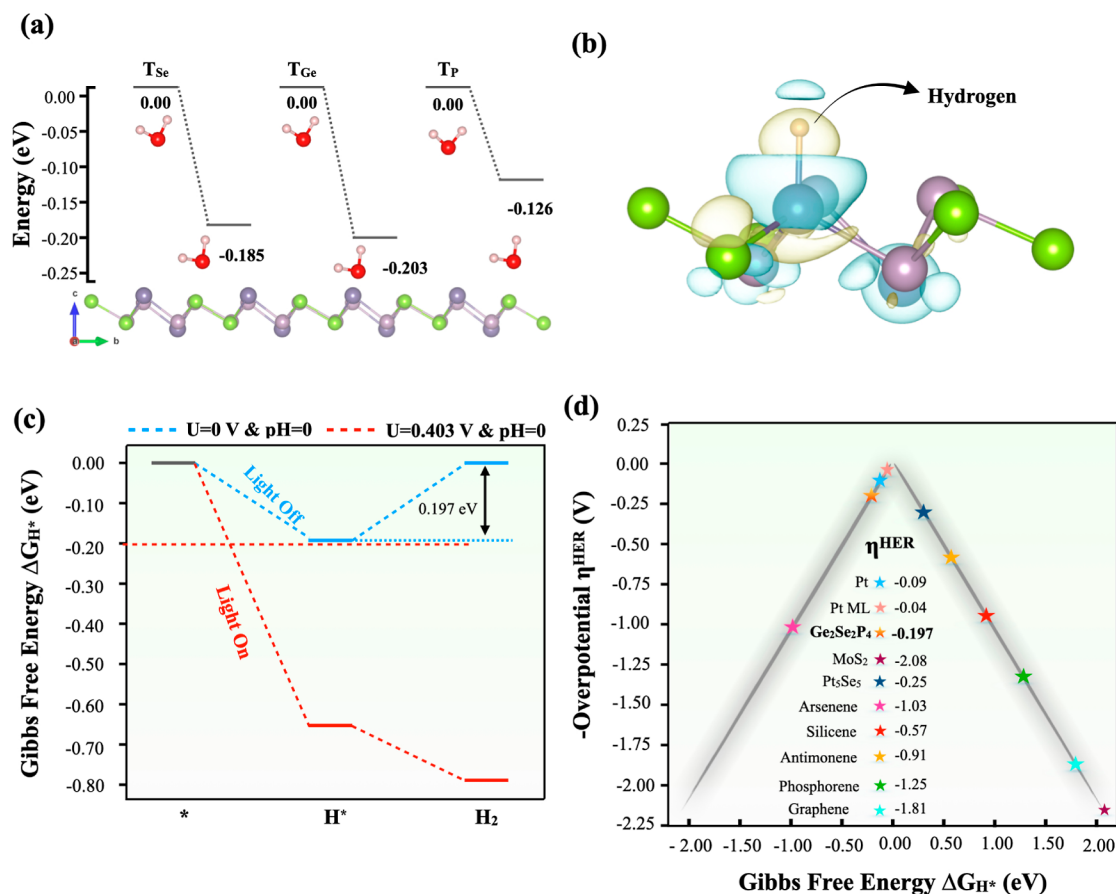 (a)
T_Se T_Ge T_P
0.00 0.00 0.00
-0.185 -0.203 -0.126
Energy (eV)
0.00
-0.05
-0.10
-0.15
-0.20
-0.25
c
b
(b)
Hydrogen
(c)
U=0 V & pH=0 U=0.403 V & pH=0
Gibbs Free Energy ΔG_H* (eV)
0.00
-0.10
-0.20
-0.30
-0.40
-0.50
-0.60
-0.70
-0.80
Light Off
0.197 eV
Light On
* H* H₂
(d)
-Overpotential η^HER (V)
0.25
0.00
-0.25
-0.50
-0.75
-1.00
-1.25
-1.50
-1.75
-2.00
-2.25
η^HER
Pt -0.09
Pt ML -0.04
Ge₂Se₂P₄ -0.197
MoS₂ -2.08
Pt₅Se₅ -0.25
Arsenene -1.03
Silicene -0.57
Antimonene -0.91
Phosphorene -1.25
Graphene -1.81
- 2.00 -1.00 0.00 1.00 2.00
Gibbs Free Energy ΔG_H* (eV)